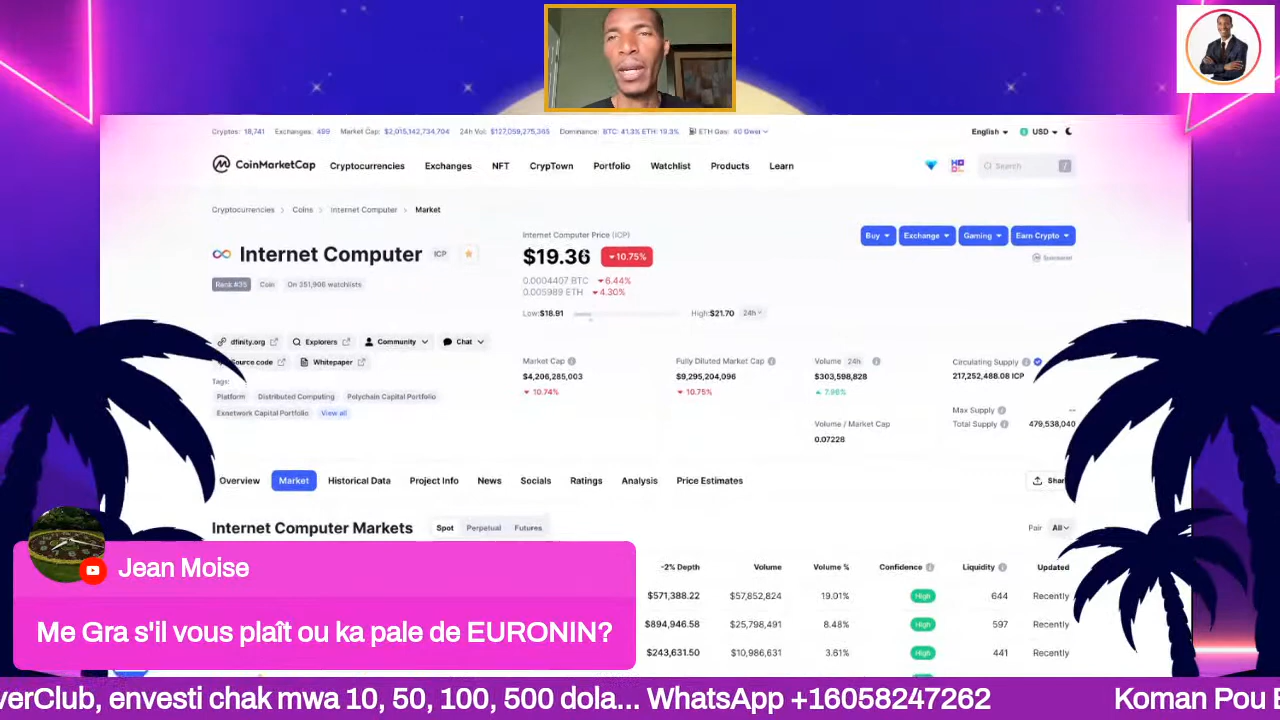 Cryptos: 18,741 Exchanges: 499 Market Cap: $2,015,142,734,704 24h Vol: $127,059,275,365 Dominance: BTC: 41.3% ETH: 19.3% ETH Gas: 40 Gwei
English USD
CoinMarketCap Cryptocurrencies Exchanges NFT CrypTown Portfolio Watchlist Products Learn Search /
Cryptocurrencies Coins Internet Computer Market
Internet Computer Price (ICP)
Buy Exchange Gaming Earn Crypto
Internet Computer ICP
$19.36 10.75%
Sponsored
0.0004407 BTC 6.44%
Rank #35 Coin On 351,906 watchlists
0.005989 ETH 4.30%
Low:$18.91 High:$21.70 24h
dfinity.org Explorers Community Chat
Source code Whitepaper
Market Cap Fully Diluted Market Cap Volume 24h Circulating Supply
$4,206,285,003 $9,295,204,096 $303,598,828 217,252,488.08 ICP
Tags:
10.74% 10.75% 7.96%
Platform Distributed Computing Polychain Capital Portfolio
Exnetwork Capital Portfolio View all
Max Supply --
Volume / Market Cap Total Supply 479,538,040
0.07228
Overview Market Historical Data Project Info News Socials Ratings Analysis Price Estimates Shar
Internet Computer Markets Spot Perpetual Futures Pair All
-2% Depth Volume Volume % Confidence Liquidity Updated
$571,388.22 $57,852,824 19.01% High 644 Recently
$894,946.58 $25,798,491 8.48% High 597 Recently
$243,631.50 $10,986,631 3.61% High 441 Recently
Jean Moise
Me Gra s'il vous plaît ou ka pale de EURONIN?
verClub, envesti chak mwa 10, 50, 100, 500 dola... WhatsApp +16058247262 Koman Pou E